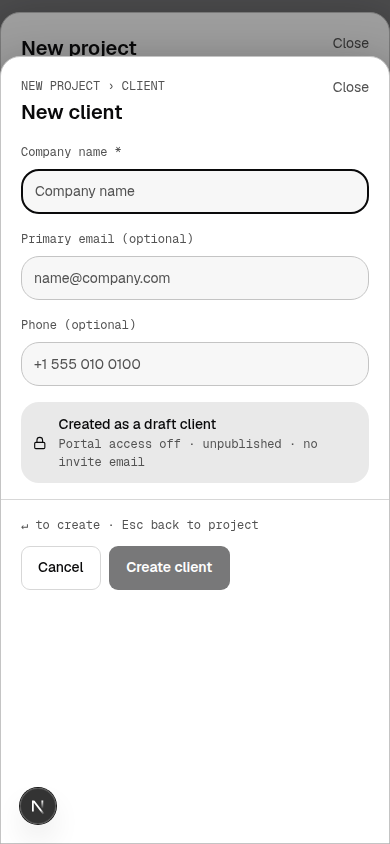 New project
Close
NEW PROJECT › CLIENT
Close
New client
Company name *
Company name
Primary email (optional)
name@company.com
Phone (optional)
+1 555 010 0100
Created as a draft client
Portal access off · unpublished · no
invite email
↵ to create · Esc back to project
Cancel
Create client
N